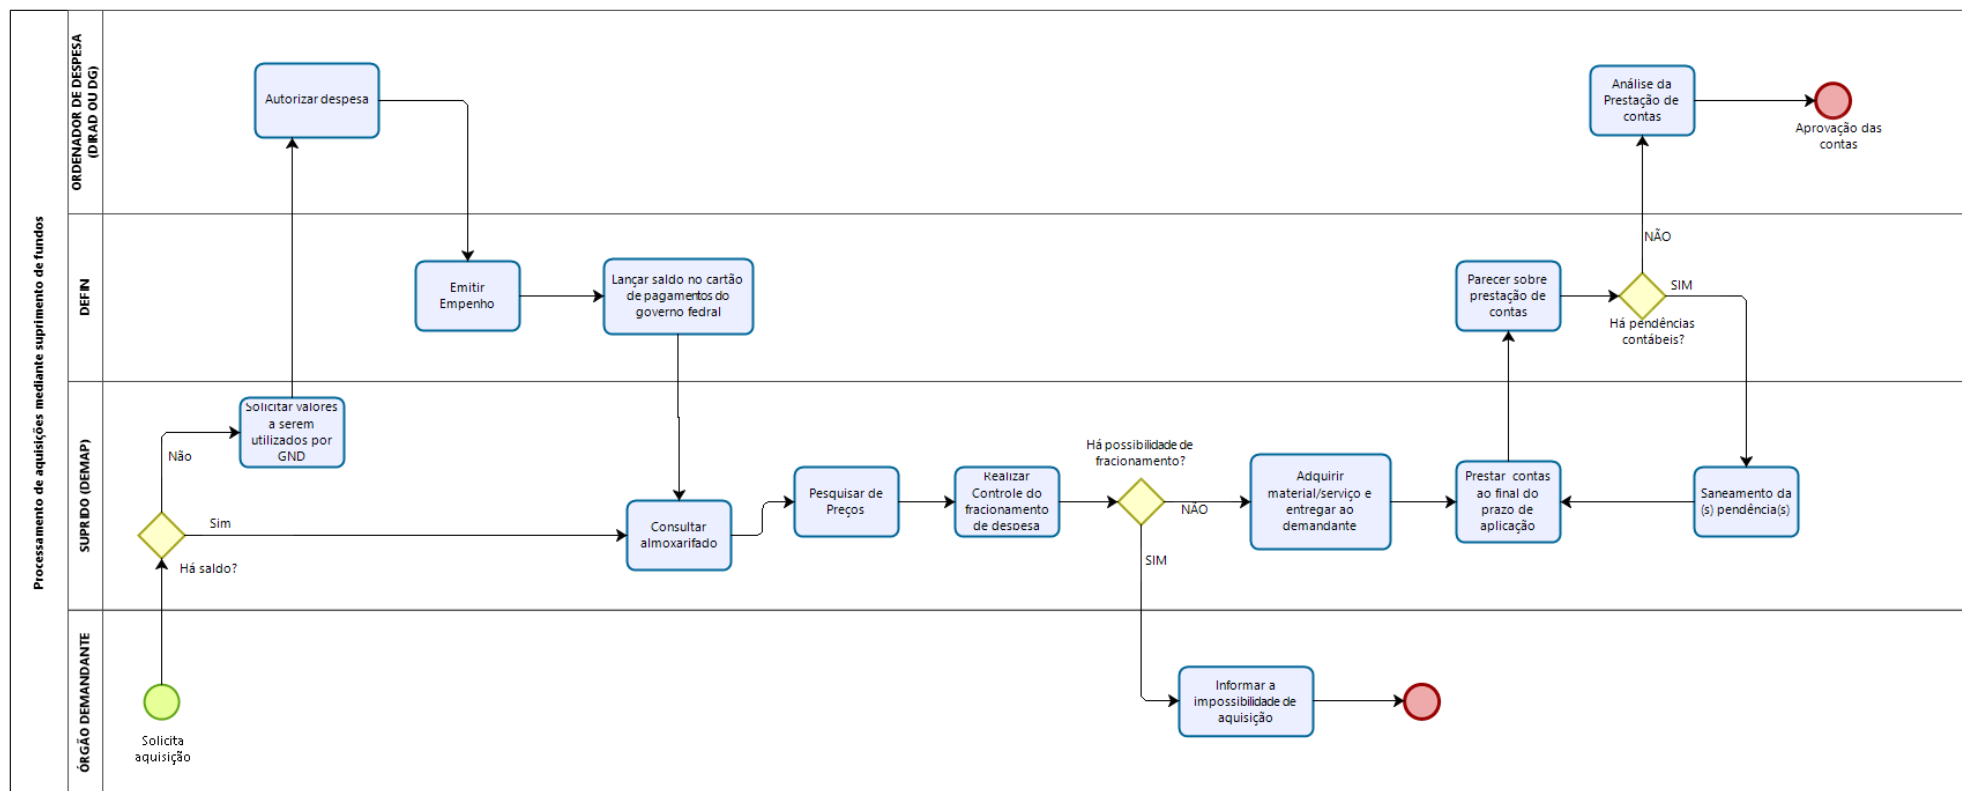 Processamento de aquisições mediante suprimento de fundos
ORDENADOR DE DESPESA
(DIRAD OU DG)
Autorizar despesa
Análise da
Prestação de
contas
Aprovação das
contas
DEFIN
Emitir
Empenho
Lançar saldo no cartão
de pagamentos do
governo fedral
Parecer sobre
prestação de
contas
NÃO
SIM
Há pendências
contábeis?
SUPRIDO (DEMAP)
Solicitar valores
a serem
utilizados por
GND
Não
Sim
Há saldo?
Consultar
almoxarifado
Pesquisar de
Preços
Realizar
Controle do
fracionamento
de despesa
Há possibilidade de
fracionamento?
NÃO
SIM
Adquirir
material/serviço e
entregar ao
demandante
Prestar contas
ao final do
prazo de
aplicação
Saneamento da
(s) pendência(s)
ÓRGÃO DEMANDANTE
Solicita
aquisição
Informar a
impossibilidade de
aquisição